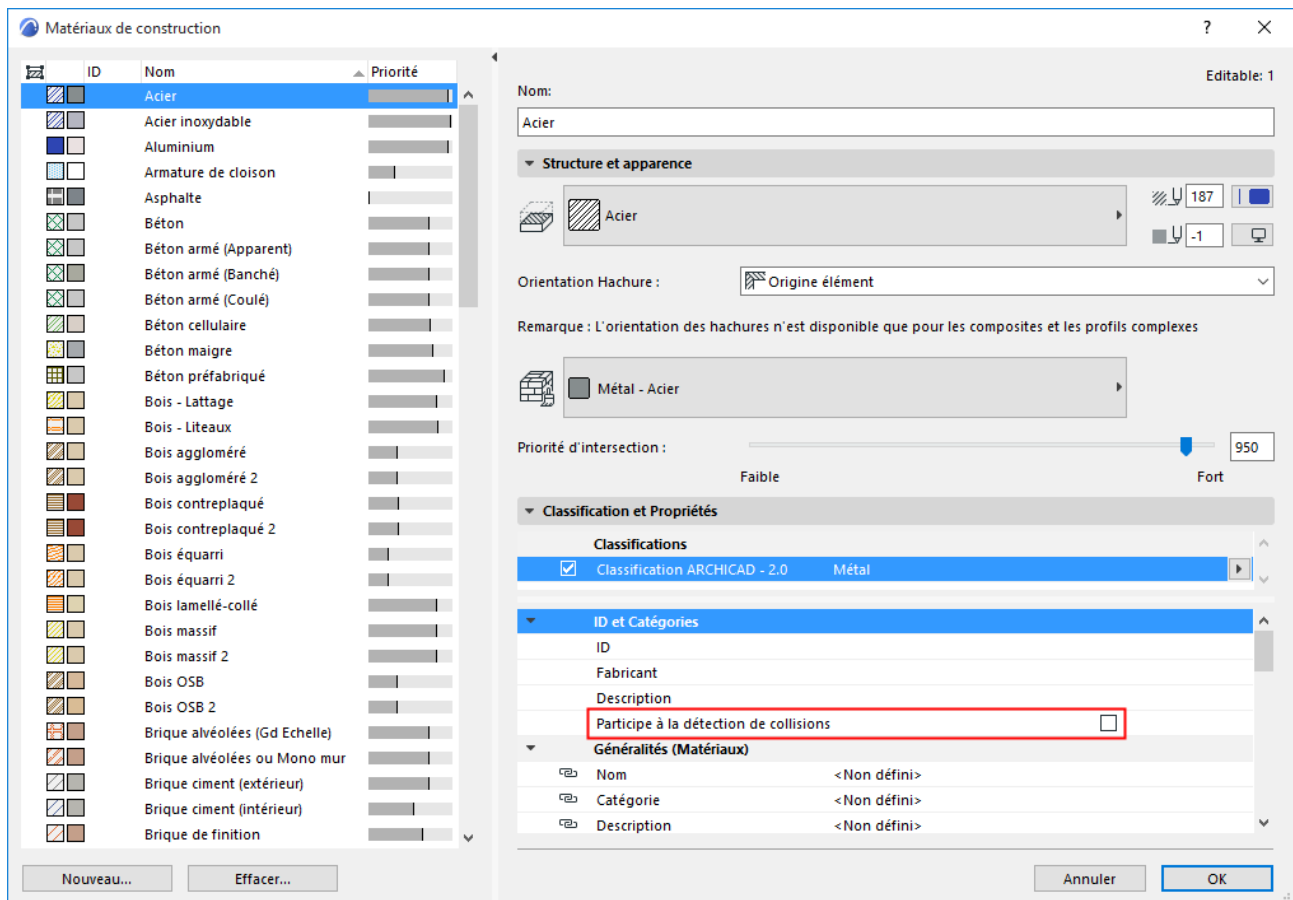 Matériaux de construction
?
ID Nom Priorité
Acier
Acier inoxydable
Aluminium
Armature de cloison
Asphalte
Béton
Béton armé (Apparent)
Béton armé (Banché)
Béton armé (Coulé)
Béton cellulaire
Béton maigre
Béton préfabriqué
Bois - Lattage
Bois - Liteaux
Bois aggloméré
Bois aggloméré 2
Bois contreplaqué
Bois contreplaqué 2
Bois équarri
Bois équarri 2
Bois lamellé-collé
Bois massif
Bois massif 2
Bois OSB
Bois OSB 2
Brique alvéolées (Gd Echelle)
Brique alvéolées ou Mono mur
Brique ciment (extérieur)
Brique ciment (intérieur)
Brique de finition
Nouveau... Effacer...
Editable: 1
Nom:
Acier
Structure et apparence
Acier
187
-1
Orientation Hachure : Origine élément
Remarque : L'orientation des hachures n'est disponible que pour les composites et les profils complexes
Métal - Acier
Priorité d'intersection : 950
Faible Fort
Classification et Propriétés
Classifications
Classification ARCHICAD - 2.0 Métal
ID et Catégories
ID
Fabricant
Description
Participe à la détection de collisions
Généralités (Matériaux)
Nom <Non défini>
Catégorie <Non défini>
Description <Non défini>
Annuler OK